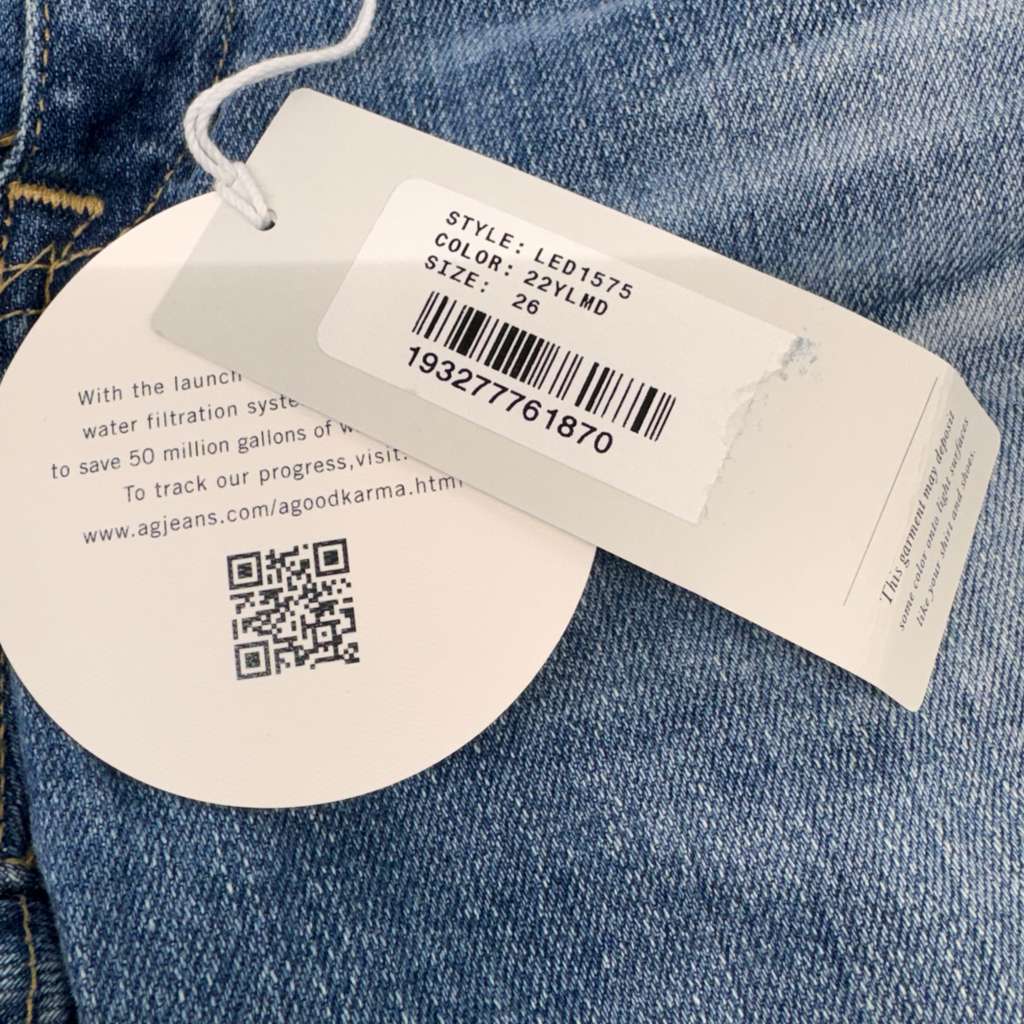 STYLE: LED1575
COLOR: 22YLMD
SIZE: 26
193277761870
This garment may deposit
some color onto light surfaces
like your shirt and shoes.
With the launch
water filtration
to save 50 million gallons of
To track our progress,visit:
www.agjeans.com/agoodkarma.html